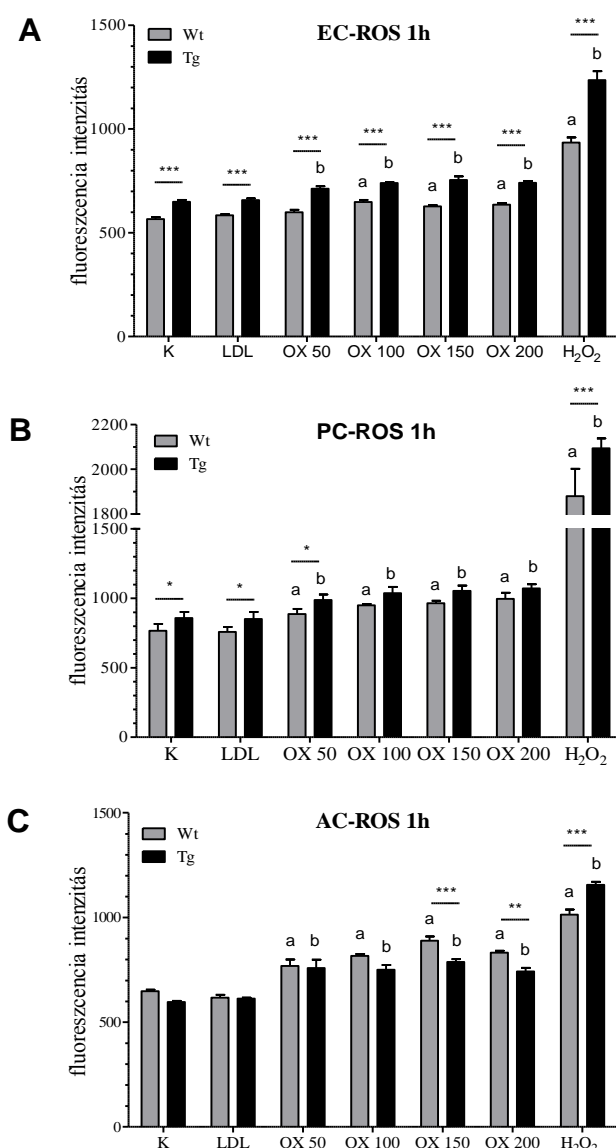 A
EC-ROS 1h
Wt
Tg
fluoreszcencia intenzitás
1500
1000
500
0
*** *** *** *** *** *** ***
b a b a b a b a b
K LDL OX 50 OX 100 OX 150 OX 200 H₂O₂
B
PC-ROS 1h
Wt
Tg
fluoreszcencia intenzitás
2200
2000
1800
1500
1000
500
0
* * * ***
a b a b a b a b a b
K LDL OX 50 OX 100 OX 150 OX 200 H₂O₂
C
AC-ROS 1h
Wt
Tg
fluoreszcencia intenzitás
1500
1000
500
0
*** ** ***
a b a b a b a b a b
K LDL OX 50 OX 100 OX 150 OX 200 H₂O₂